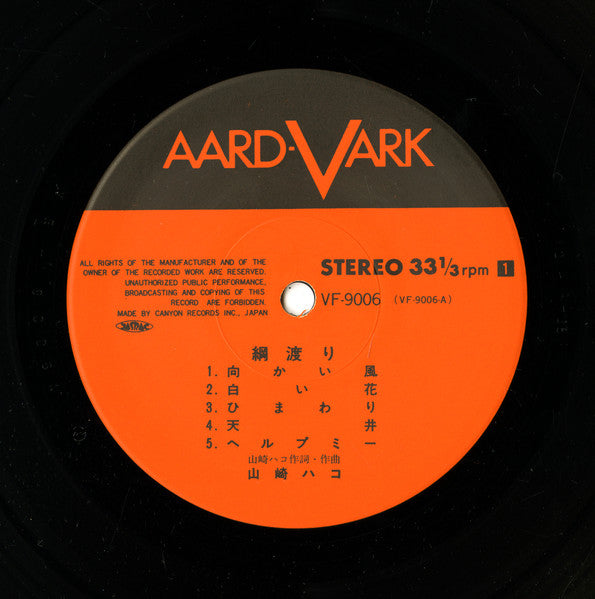 AARD-VARK
ALL RIGHTS OF THE MANUFACTURER AND OF THE
OWNER OF THE RECORDED WORK ARE RESERVED.
UNAUTHORIZED PUBLIC PERFORMANCE,
BROADCASTING AND COPYING OF THIS
RECORD ARE FORBIDDEN.
MADE BY CANYON RECORDS INC., JAPAN
JASRAC
STEREO 33 1/3 rpm 1
VF-9006 (VF-9006-A)
綱渡り
1. 向かい風
2. 白い花
3. ひまわり
4. 天井
5. ヘルプミー
山崎ハコ作詞・作曲
山崎ハコ